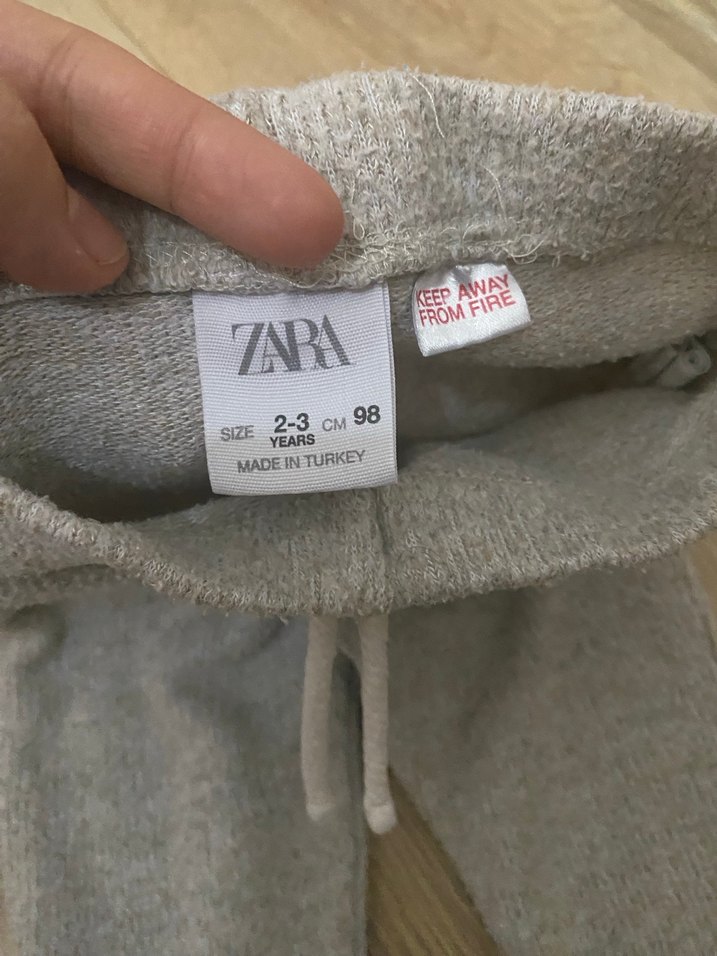 ZARA
SIZE 2-3 YEARS CM 98
MADE IN TURKEY
KEEP AWAY
FROM FIRE